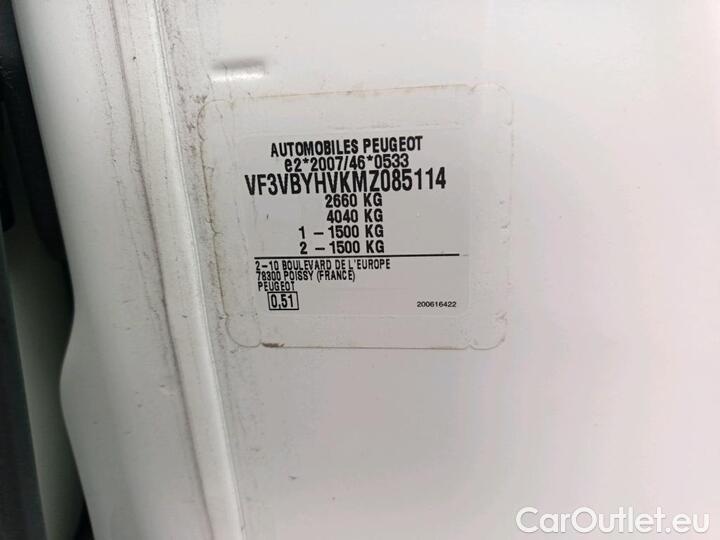 AUTOMOBILES PEUGEOT
e2*2007/46*0533
VF3VBYHVKMZ085114
2660 KG
4040 KG
1 - 1500 KG
2 - 1500 KG
2-10 BOULEVARD DE L'EUROPE
78300 POISSY (FRANCE)
PEUGEOT
0,51
200616422
CarOutlet.eu